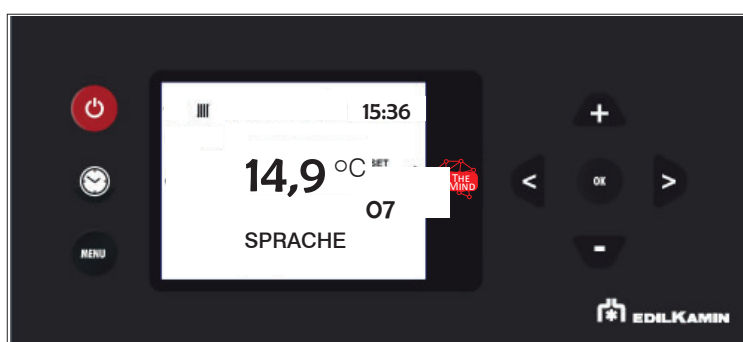 15:36
14,9 °C
SET
07
SPRACHE
THE
MIND
+
< OK >
-
MENU
EDILKAMIN